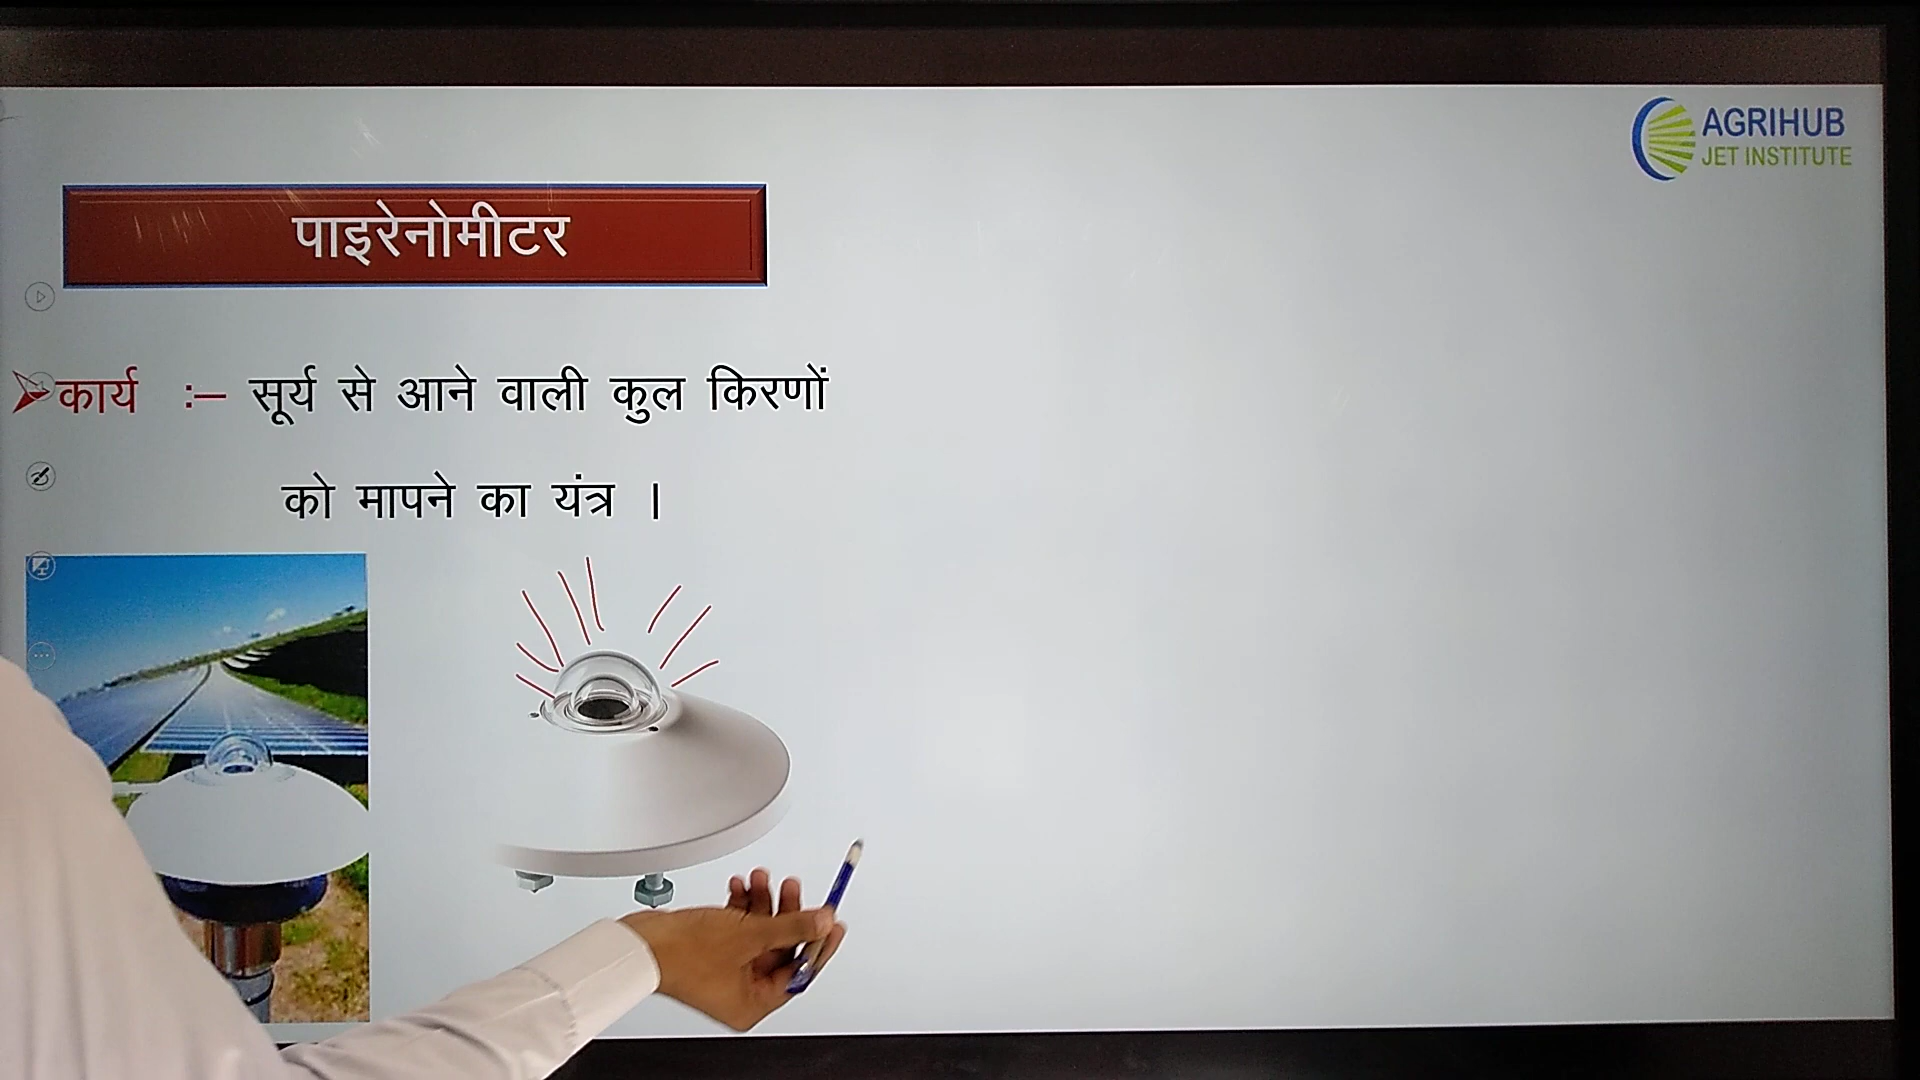 AGRIHUB
JET INSTITUTE
पाइरेनोमीटर
कार्य :– सूर्य से आने वाली कुल किरणों
को मापने का यंत्र ।